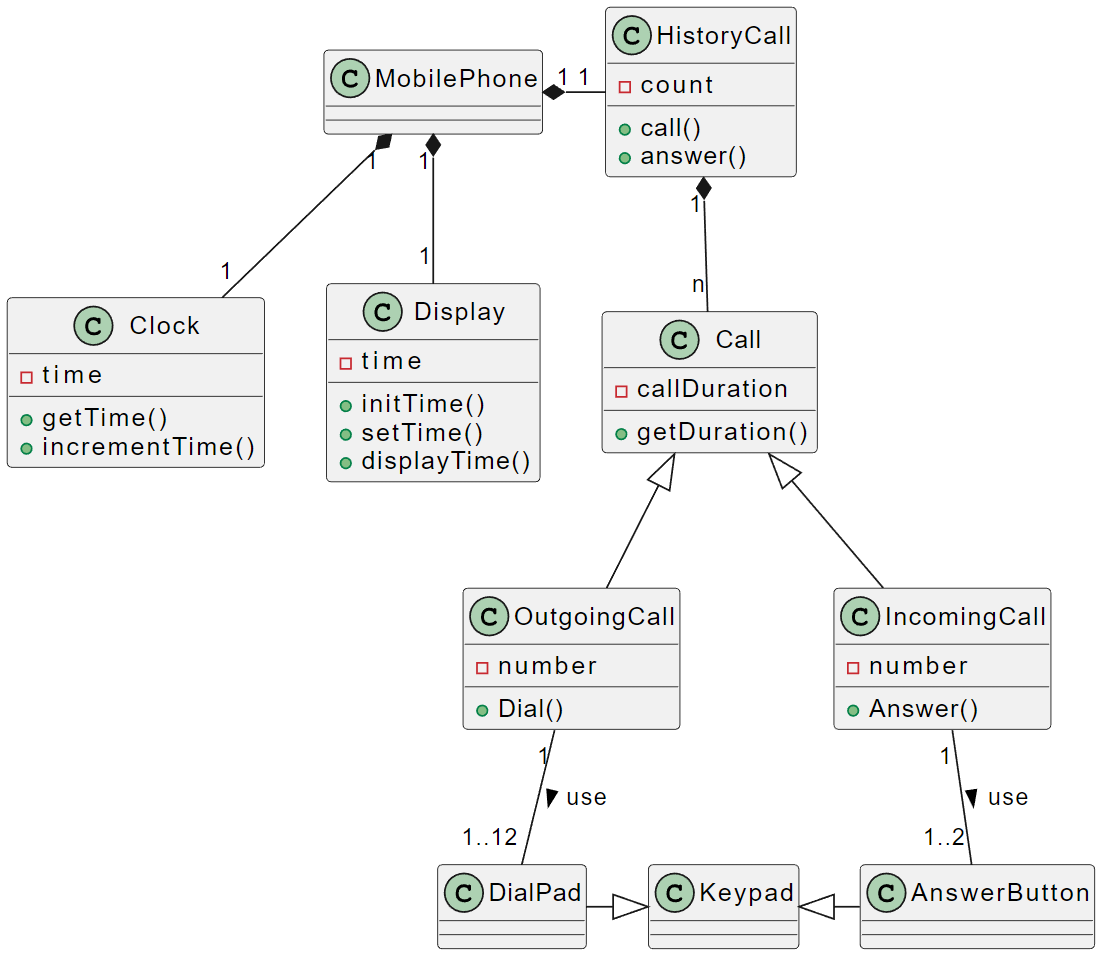 C HistoryCall
count
call()
answer()
C MobilePhone
1 1
1
1
1
1
1
n
C Clock
time
getTime()
incrementTime()
C Display
time
initTime()
setTime()
displayTime()
C Call
callDuration
getDuration()
C OutgoingCall
number
Dial()
C IncomingCall
number
Answer()
1
use
1..12
1
use
1..2
C DialPad
C Keypad
C AnswerButton